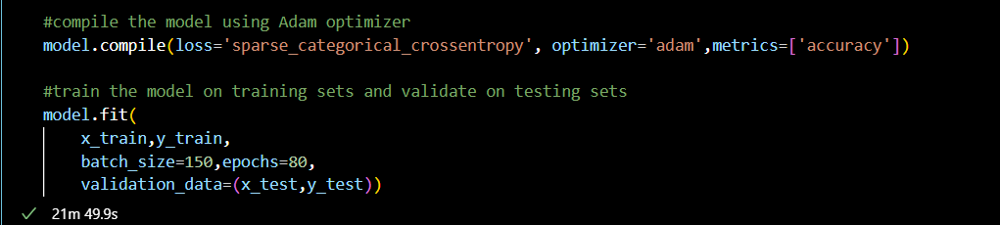 #compile the model using Adam optimizer
model.compile(loss='sparse_categorical_crossentropy', optimizer='adam',metrics=['accuracy'])
#train the model on training sets and validate on testing sets
model.fit(
x_train,y_train,
batch_size=150,epochs=80,
validation_data=(x_test,y_test))
21m 49.9s